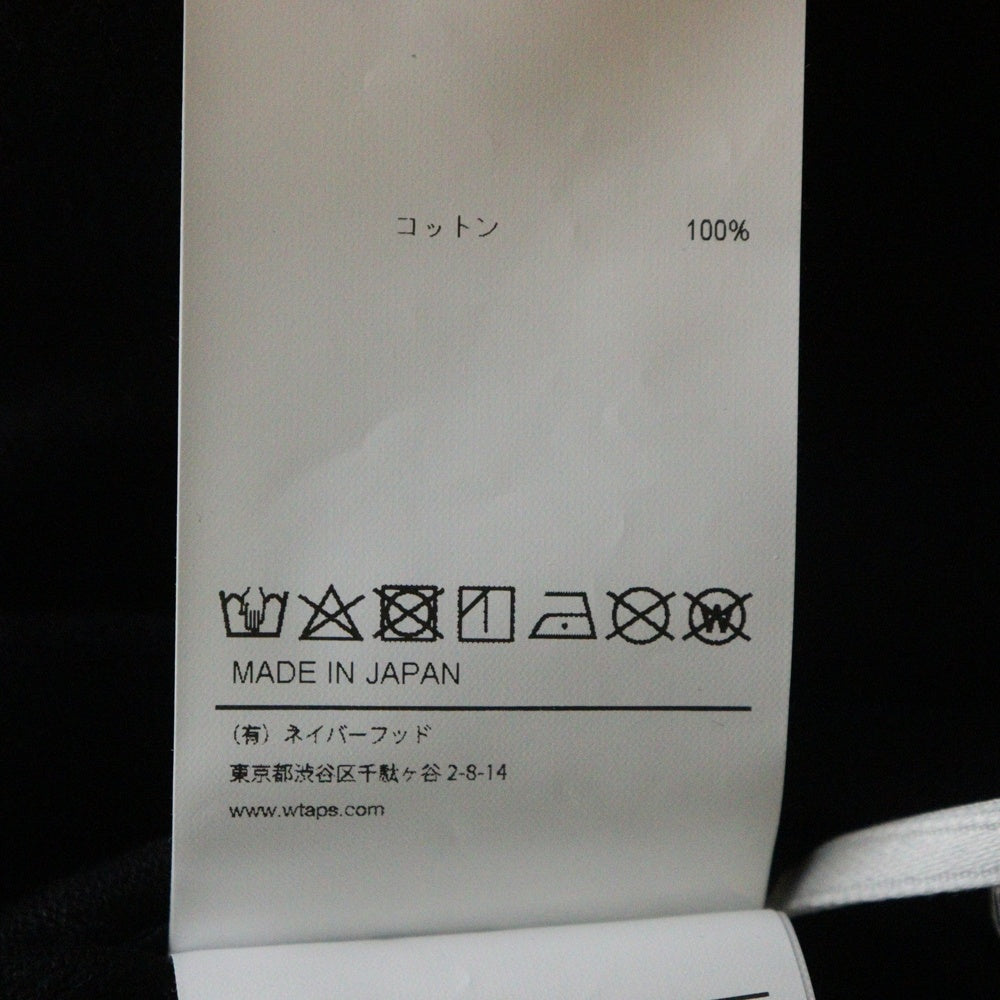 コットン 100%
W
MADE IN JAPAN
（有）ネイバーフッド
東京都渋谷区千駄ヶ谷 2-8-14
www.wtaps.com